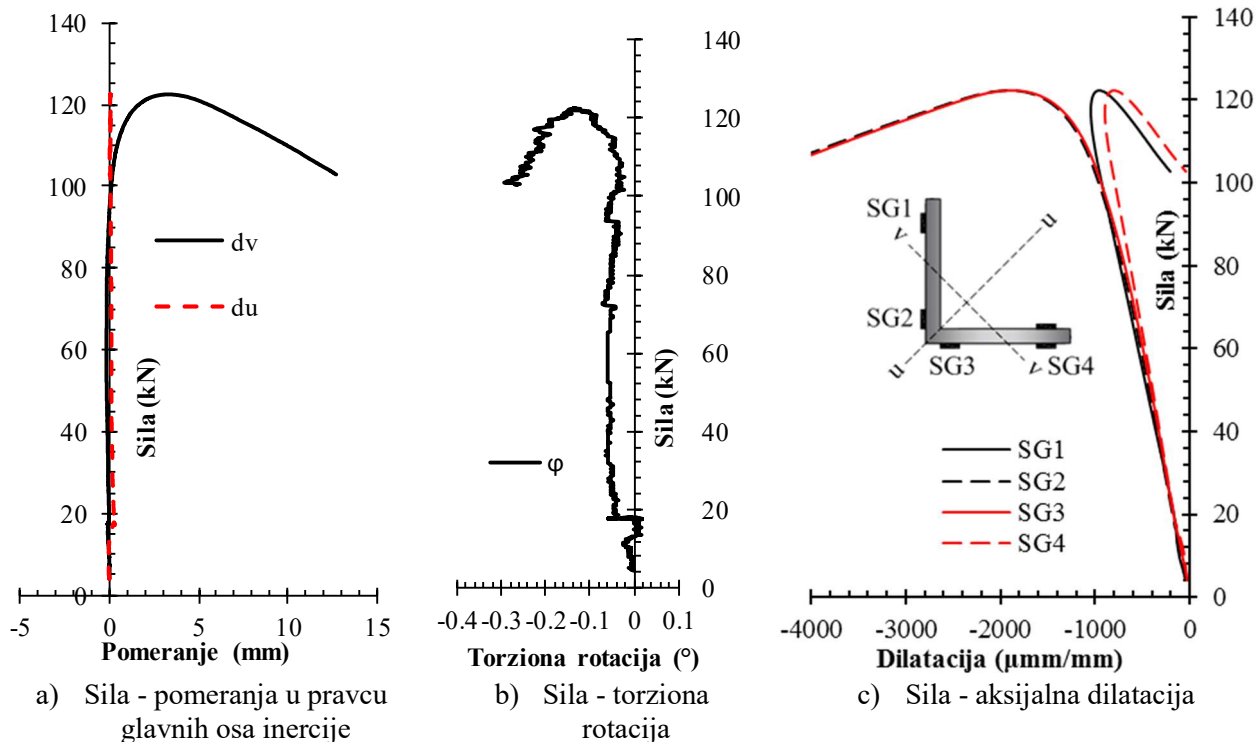 140
120
100
80
60
40
20
0
-5
0
5
10
15
Sila (kN)
dv
du
Pomeranje (mm)
a) Sila - pomeranja u pravcu
glavnih osa inercije
140
120
100
80
60
40
20
0
-0.4 -0.3 -0.2 -0.1 0 0.1
Sila (kN)
φ
Torziona rotacija (°)
b) Sila - torziona
rotacija
140
120
100
80
60
40
20
0
-4000 -3000 -2000 -1000 0
Sila (kN)
SG1
v
u
SG2
u
SG3
v
SG4
SG1
SG2
SG3
SG4
Dilatacija (µmm/mm)
c) Sila - aksijalna dilatacija